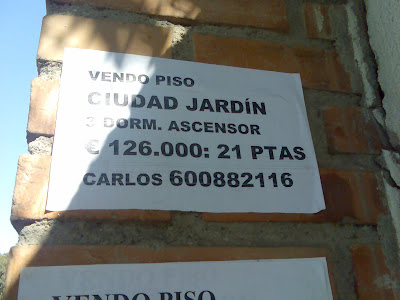 VENDO PISO
CIUDAD JARDÍN
3 DORM. ASCENSOR
€ 126.000: 21 PTAS
CARLOS 600882116
VENDO PISO